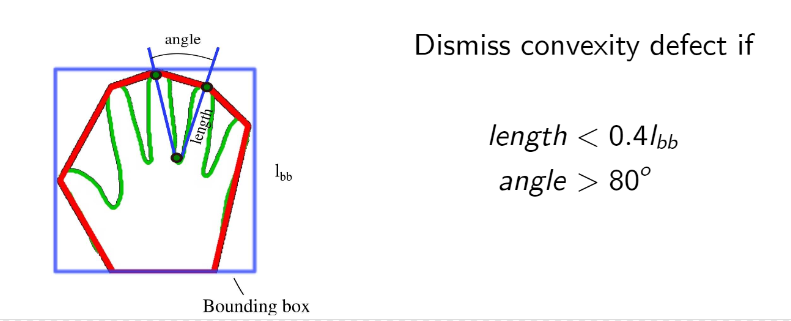 angle
length
l_bb
Bounding box
Dismiss convexity defect if
length < 0.4l_bb
angle > 80^o